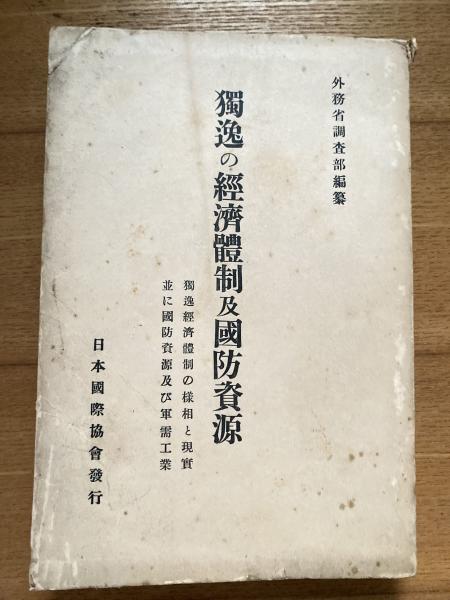 外務省調査部編纂
獨逸の經濟體制及國防資源
獨逸經濟體制の樣相と現實
並に國防資源及び軍需工業
日本國際協會發行